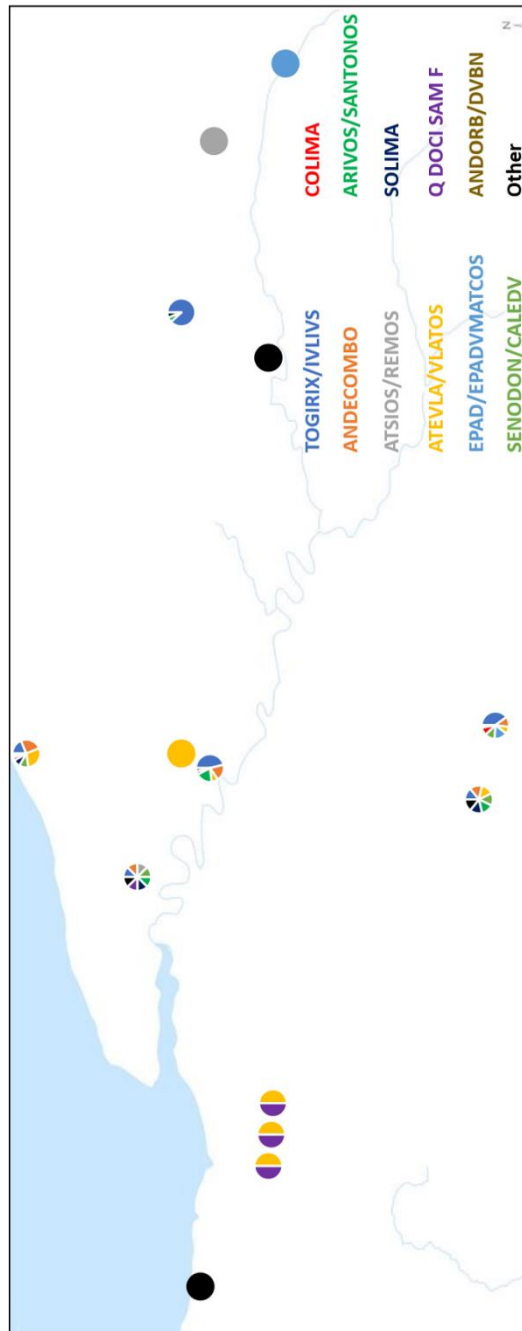 TOGIRIX/IVLIVS COLIMA
ANDECOMBO ARIVOS/SANTONOS
ATSIOS/REMOS SOLIMA
ATEVLA/VLATOS Q DOCI SAM F
EPAD/EPADVMATCOS ANDORB/DVBN
SENODON/CALEDV Other
N